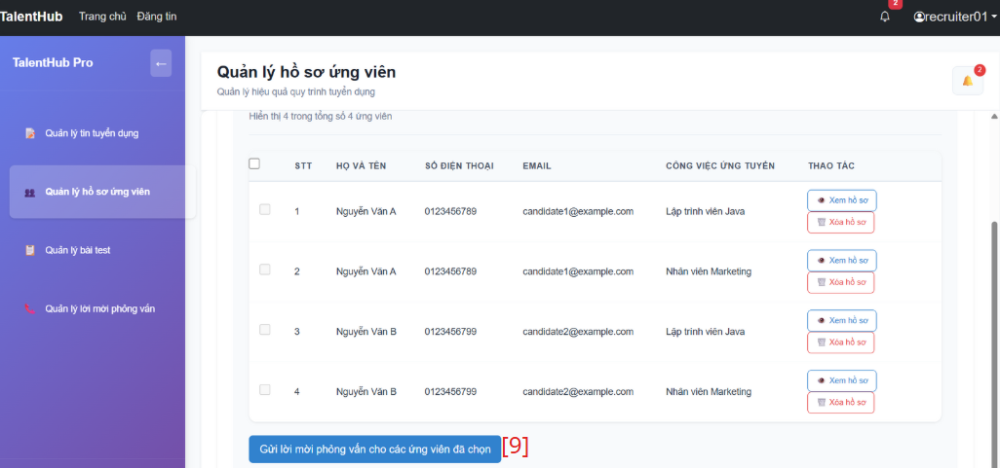 TalentHub Trang chủ Đăng tin 2 recruiter01
TalentHub Pro ←
Quản lý tin tuyển dụng
Quản lý hồ sơ ứng viên
Quản lý bài test
Quản lý lời mời phỏng vấn
Quản lý hồ sơ ứng viên
Quản lý hiệu quả quy trình tuyển dụng
2
Hiển thị 4 trong tổng số 4 ứng viên
STT HỌ VÀ TÊN SỐ ĐIỆN THOẠI EMAIL CÔNG VIỆC ỨNG TUYỂN THAO TÁC
1 Nguyễn Văn A 0123456789 candidate1@example.com Lập trình viên Java Xem hồ sơ
Xóa hồ sơ
2 Nguyễn Văn A 0123456789 candidate1@example.com Nhân viên Marketing Xem hồ sơ
Xóa hồ sơ
3 Nguyễn Văn B 0123456799 candidate2@example.com Lập trình viên Java Xem hồ sơ
Xóa hồ sơ
4 Nguyễn Văn B 0123456799 candidate2@example.com Nhân viên Marketing Xem hồ sơ
Xóa hồ sơ
Gửi lời mời phỏng vấn cho các ứng viên đã chọn [9]